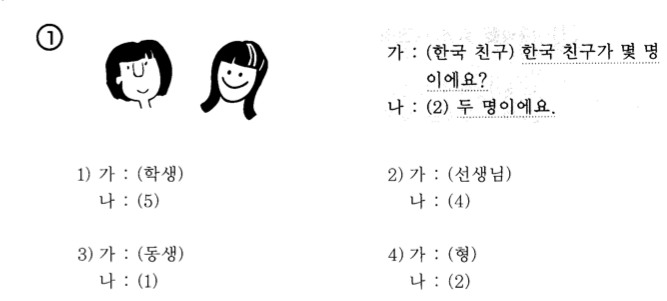 ①
가 : (한국 친구) 한국 친구가 몇 명
이에요?
나 : (2) 두 명이에요.
1) 가 : (학생)
나 : (5)
2) 가 : (선생님)
나 : (4)
3) 가 : (동생)
나 : (1)
4) 가 : (형)
나 : (2)